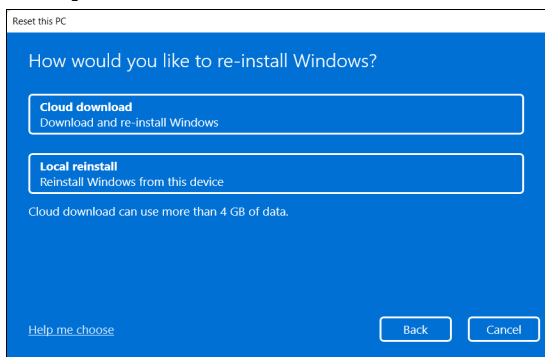 Reset this PC
How would you like to re-install Windows?
Cloud download
Download and re-install Windows
Local reinstall
Reinstall Windows from this device
Cloud download can use more than 4 GB of data.
Help me choose
Back
Cancel